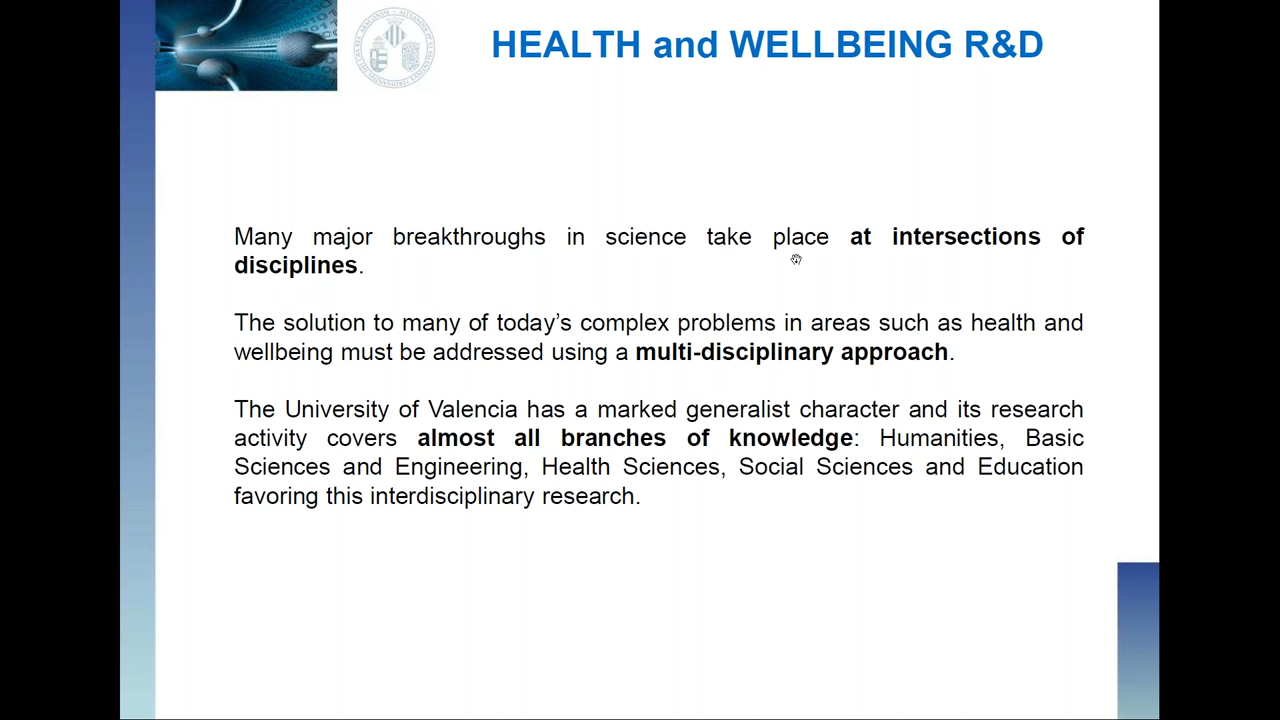 HEALTH and WELLBEING R&D
Many major breakthroughs in science take place at intersections of
disciplines.
The solution to many of today’s complex problems in areas such as health and
wellbeing must be addressed using a multi-disciplinary approach.
The University of Valencia has a marked generalist character and its research
activity covers almost all branches of knowledge: Humanities, Basic
Sciences and Engineering, Health Sciences, Social Sciences and Education
favoring this interdisciplinary research.